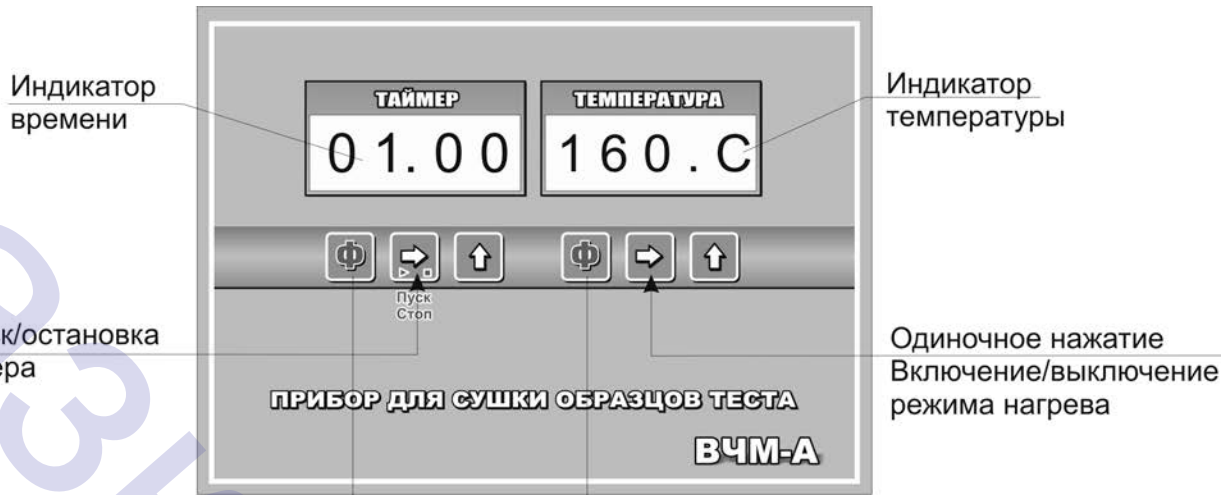 Индикатор
времени
ТАЙМЕР
01.00
ТЕМПЕРАТУРА
160.С
Индикатор
температуры
Ф
Ф
Пуск
Стоп
к/остановка
ера
Одиночное нажатие
Включение/выключение
режима нагрева
ПРИБОР ДЛЯ СУШКИ ОБРАЗЦОВ ТЕСТА
ВЧМ-А